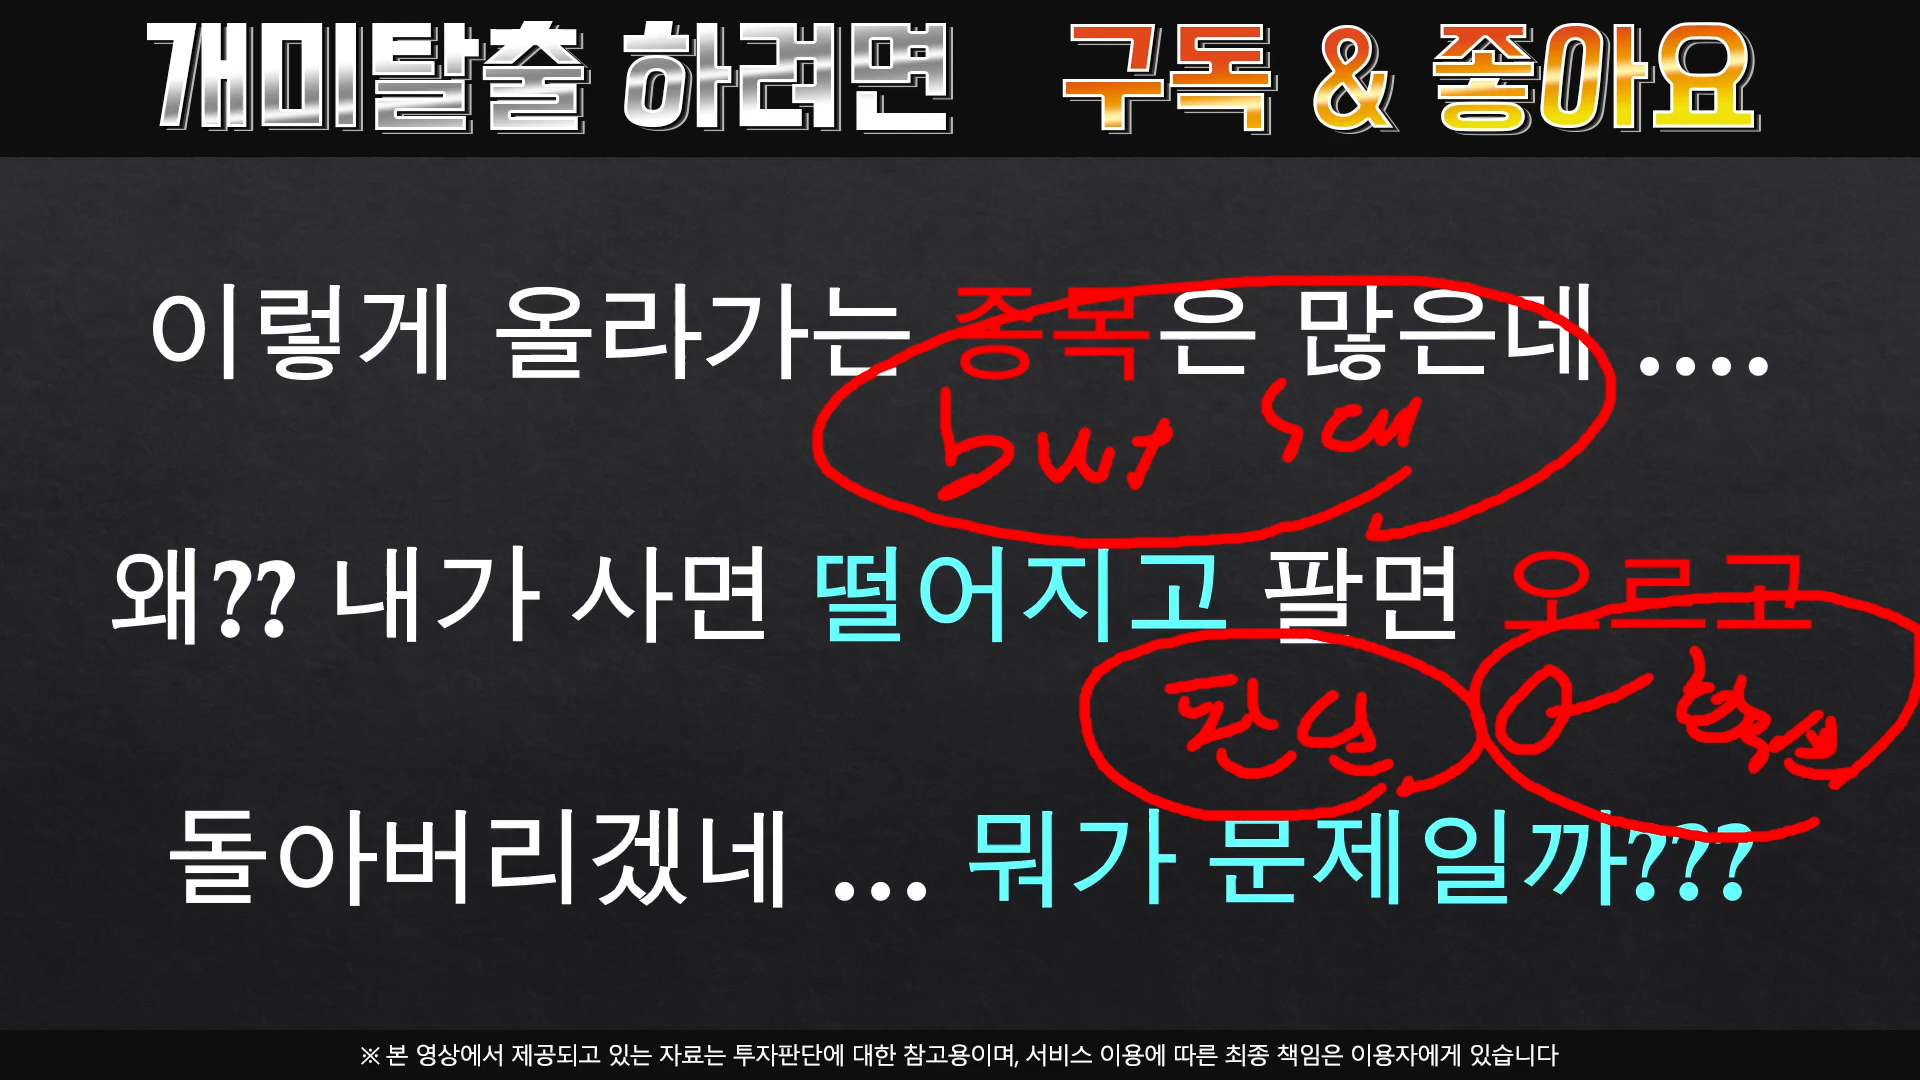 개미탈출 하려면 구독 & 좋아요
이렇게 올라가는 종목은 많은데 ....
but
왜?? 내가 사면 떨어지고 팔면 오르고
판단
돌아버리겠네 ... 뭐가 문제일까???
※ 본 영상에서 제공되고 있는 자료는 투자판단에 대한 참고용이며, 서비스 이용에 따른 최종 책임은 이용자에게 있습니다